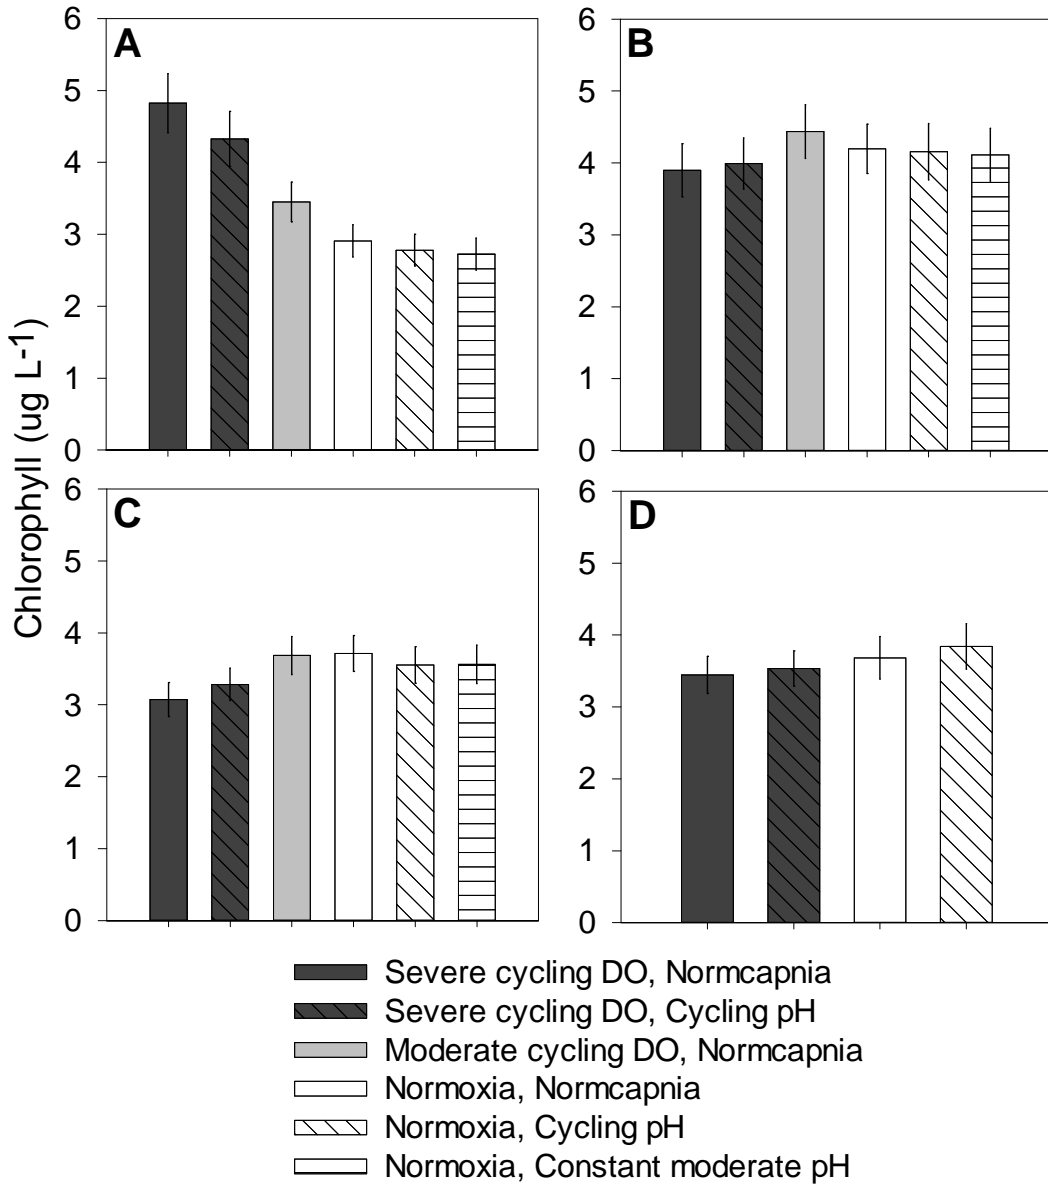 A
6
5
4
3
2
1
0
B
6
5
4
3
2
1
0
Chlorophyll (ug L-1)
C
6
5
4
3
2
1
0
D
6
5
4
3
2
1
0
Severe cycling DO, Normcapnia
Severe cycling DO, Cycling pH
Moderate cycling DO, Normcapnia
Normoxia, Normcapnia
Normoxia, Cycling pH
Normoxia, Constant moderate pH